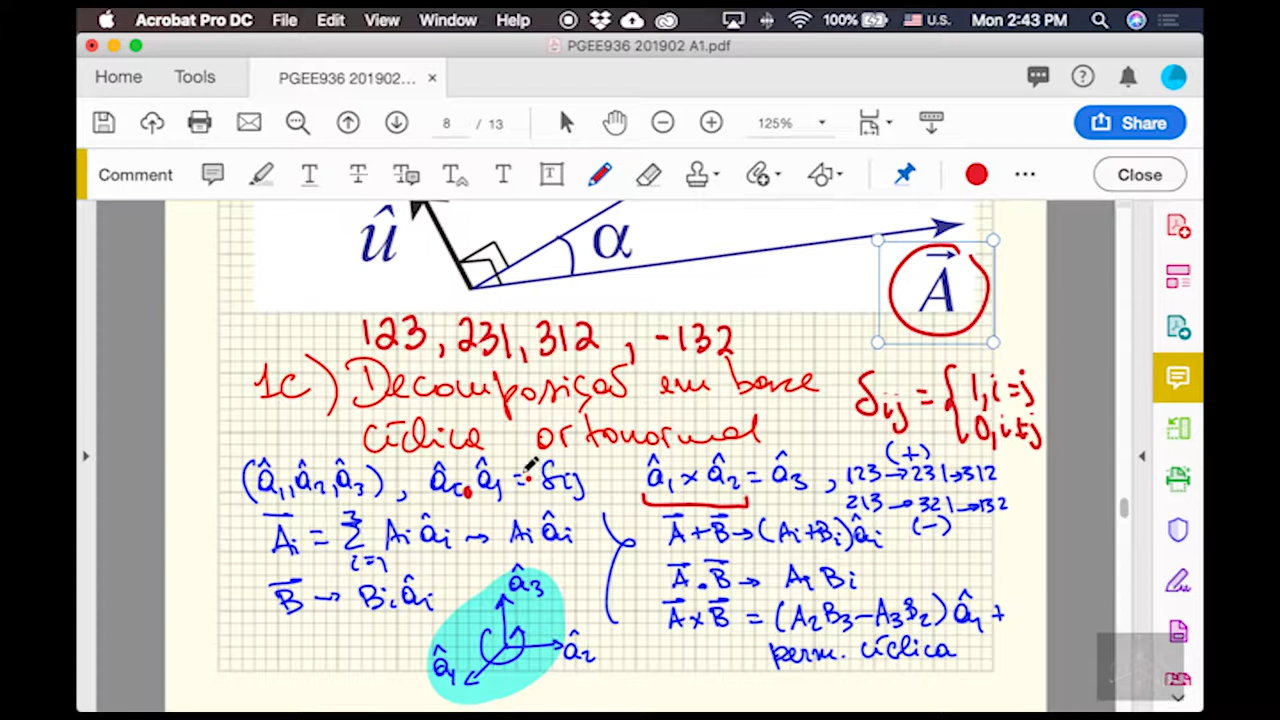 Acrobat Pro DC File Edit View Window Help 100% U.S. Mon 2:43 PM
PGEE936 201902 A1.pdf
Home Tools PGEE936 201902... ×
8 / 13 125% Share
Comment Close
û α
A⃗
123, 231, 312, -132
1c) Decomposição em base
cíclica ortonormal
δij = { 1, i=j
0, i≠j
(â1, â2, â3), âi . âj = δij
â1 × â2 = â3, 123→231→312 (+)
213→321→132 (-)
A⃗i = Σ i=1 3 Ai âi → Ai âi
B⃗ → Bi âi
A⃗ + B⃗ → (Ai+Bi) âi
A⃗ . B⃗ → Ai Bi
A⃗ × B⃗ = (A2B3 - A3B2) â1 +
perm. cíclica
â3
â2
â1